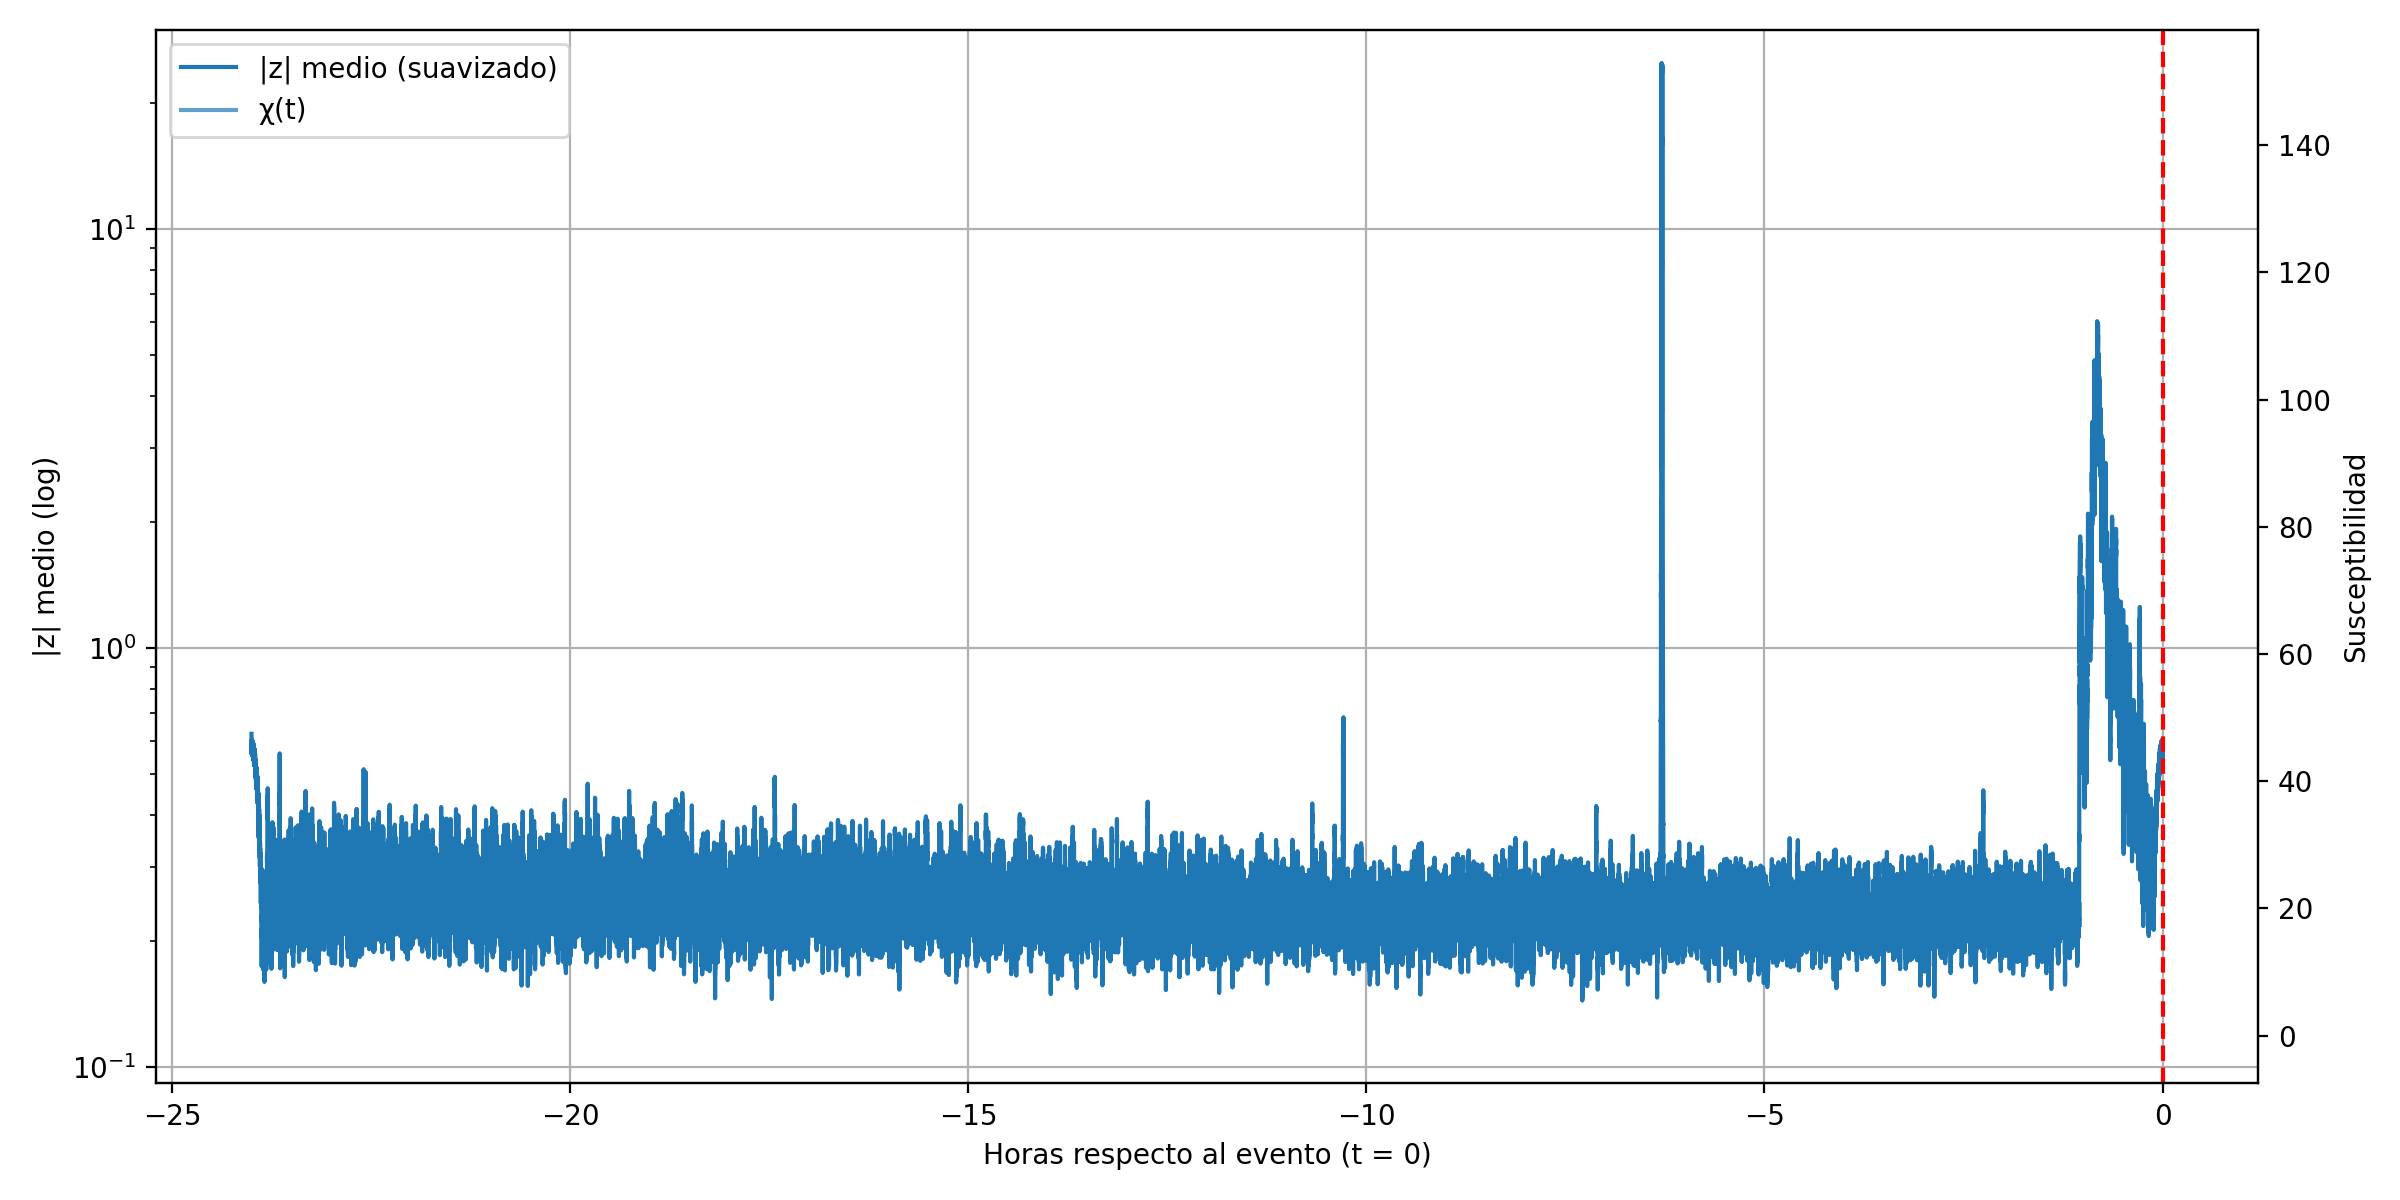 |z| medio (suavizado)
χ(t)
10¹
10⁰
10⁻¹
|z| medio (log)
140
120
100
80
60
40
20
0
Susceptibilidad
−25 −20 −15 −10 −5 0
Horas respecto al evento (t = 0)